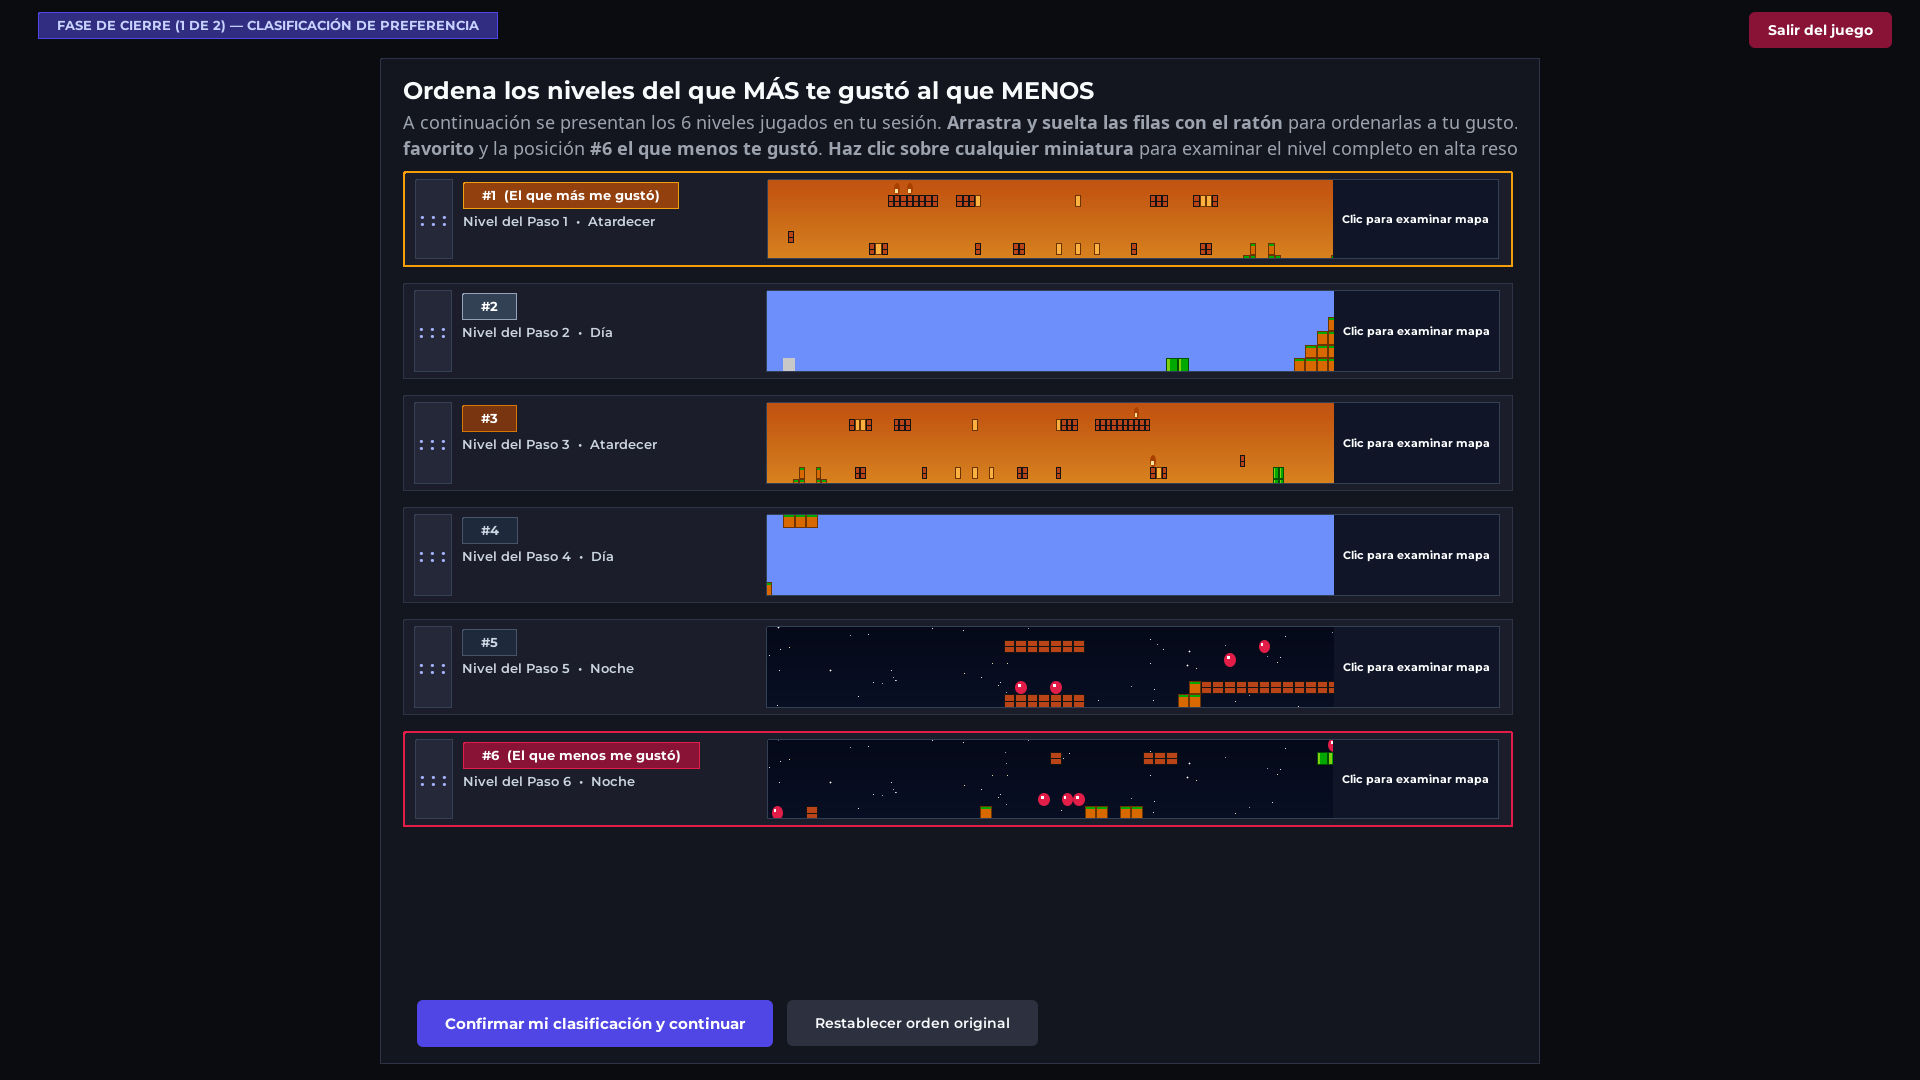 FASE DE CIERRE (1 DE 2) — CLASIFICACIÓN DE PREFERENCIA
Salir del juego
Ordena los niveles del que MÁS te gustó al que MENOS
A continuación se presentan los 6 niveles jugados en tu sesión. Arrastra y suelta las filas con el ratón para ordenarlas a tu gusto.
favorito y la posición #6 el que menos te gustó. Haz clic sobre cualquier miniatura para examinar el nivel completo en alta reso
#1 (El que más me gustó)
Nivel del Paso 1 • Atardecer
Clic para examinar mapa
#2
Nivel del Paso 2 • Día
Clic para examinar mapa
#3
Nivel del Paso 3 • Atardecer
Clic para examinar mapa
#4
Nivel del Paso 4 • Día
Clic para examinar mapa
#5
Nivel del Paso 5 • Noche
Clic para examinar mapa
#6 (El que menos me gustó)
Nivel del Paso 6 • Noche
Clic para examinar mapa
Confirmar mi clasificación y continuar
Restablecer orden original